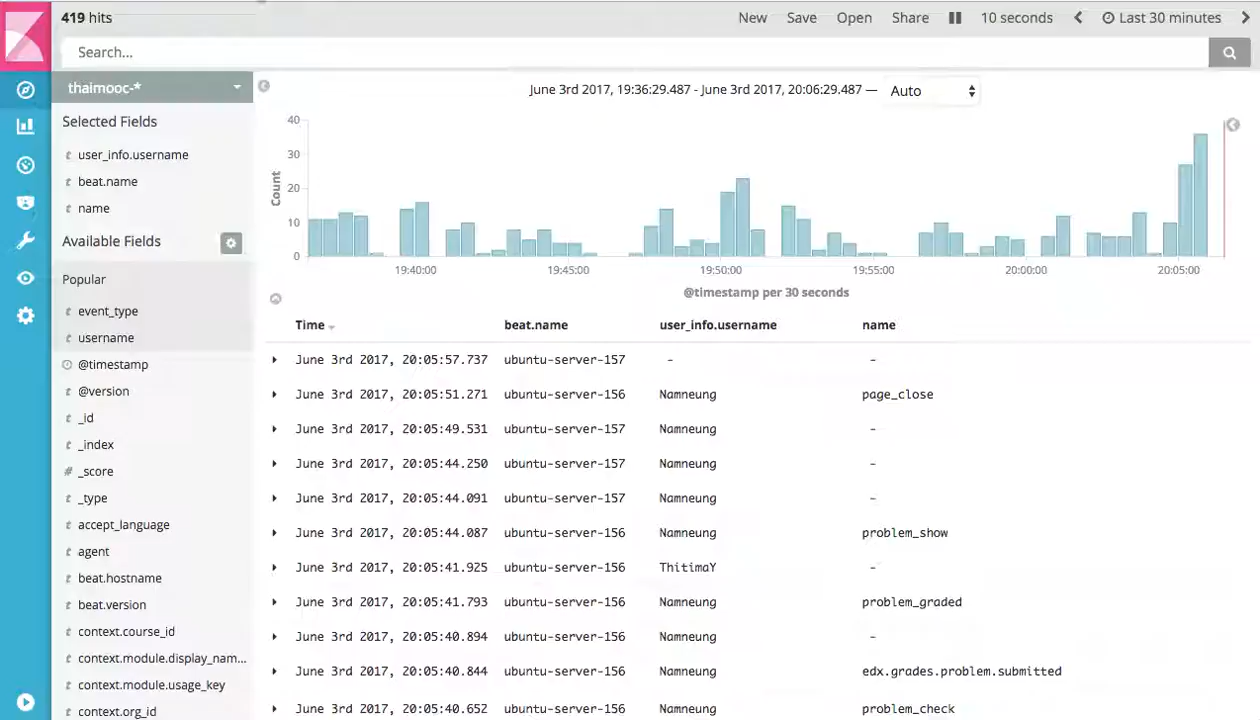 419 hits
New Save Open Share 10 seconds Last 30 minutes
Search...
thaimooc-*
Selected Fields
t user_info.username
t beat.name
t name
Available Fields
Popular
t event_type
t username
@timestamp
t @version
t _id
t _index
# _score
t _type
t accept_language
t agent
t beat.hostname
t beat.version
t context.course_id
t context.module.display_nam...
t context.module.usage_key
t context.org_id
June 3rd 2017, 19:36:29.487 - June 3rd 2017, 20:06:29.487 — Auto
Count
40
30
20
10
0
19:40:00 19:45:00 19:50:00 19:55:00 20:00:00 20:05:00
@timestamp per 30 seconds
Time beat.name user_info.username name
June 3rd 2017, 20:05:57.737 ubuntu-server-157 - -
June 3rd 2017, 20:05:51.271 ubuntu-server-156 Namneung page_close
June 3rd 2017, 20:05:49.531 ubuntu-server-157 Namneung -
June 3rd 2017, 20:05:44.250 ubuntu-server-157 Namneung -
June 3rd 2017, 20:05:44.091 ubuntu-server-157 Namneung -
June 3rd 2017, 20:05:44.087 ubuntu-server-156 Namneung problem_show
June 3rd 2017, 20:05:41.925 ubuntu-server-156 ThitimaY -
June 3rd 2017, 20:05:41.793 ubuntu-server-156 Namneung problem_graded
June 3rd 2017, 20:05:40.894 ubuntu-server-156 Namneung -
June 3rd 2017, 20:05:40.844 ubuntu-server-156 Namneung edx.grades.problem.submitted
June 3rd 2017, 20:05:40.652 ubuntu-server-156 Namneung problem_check